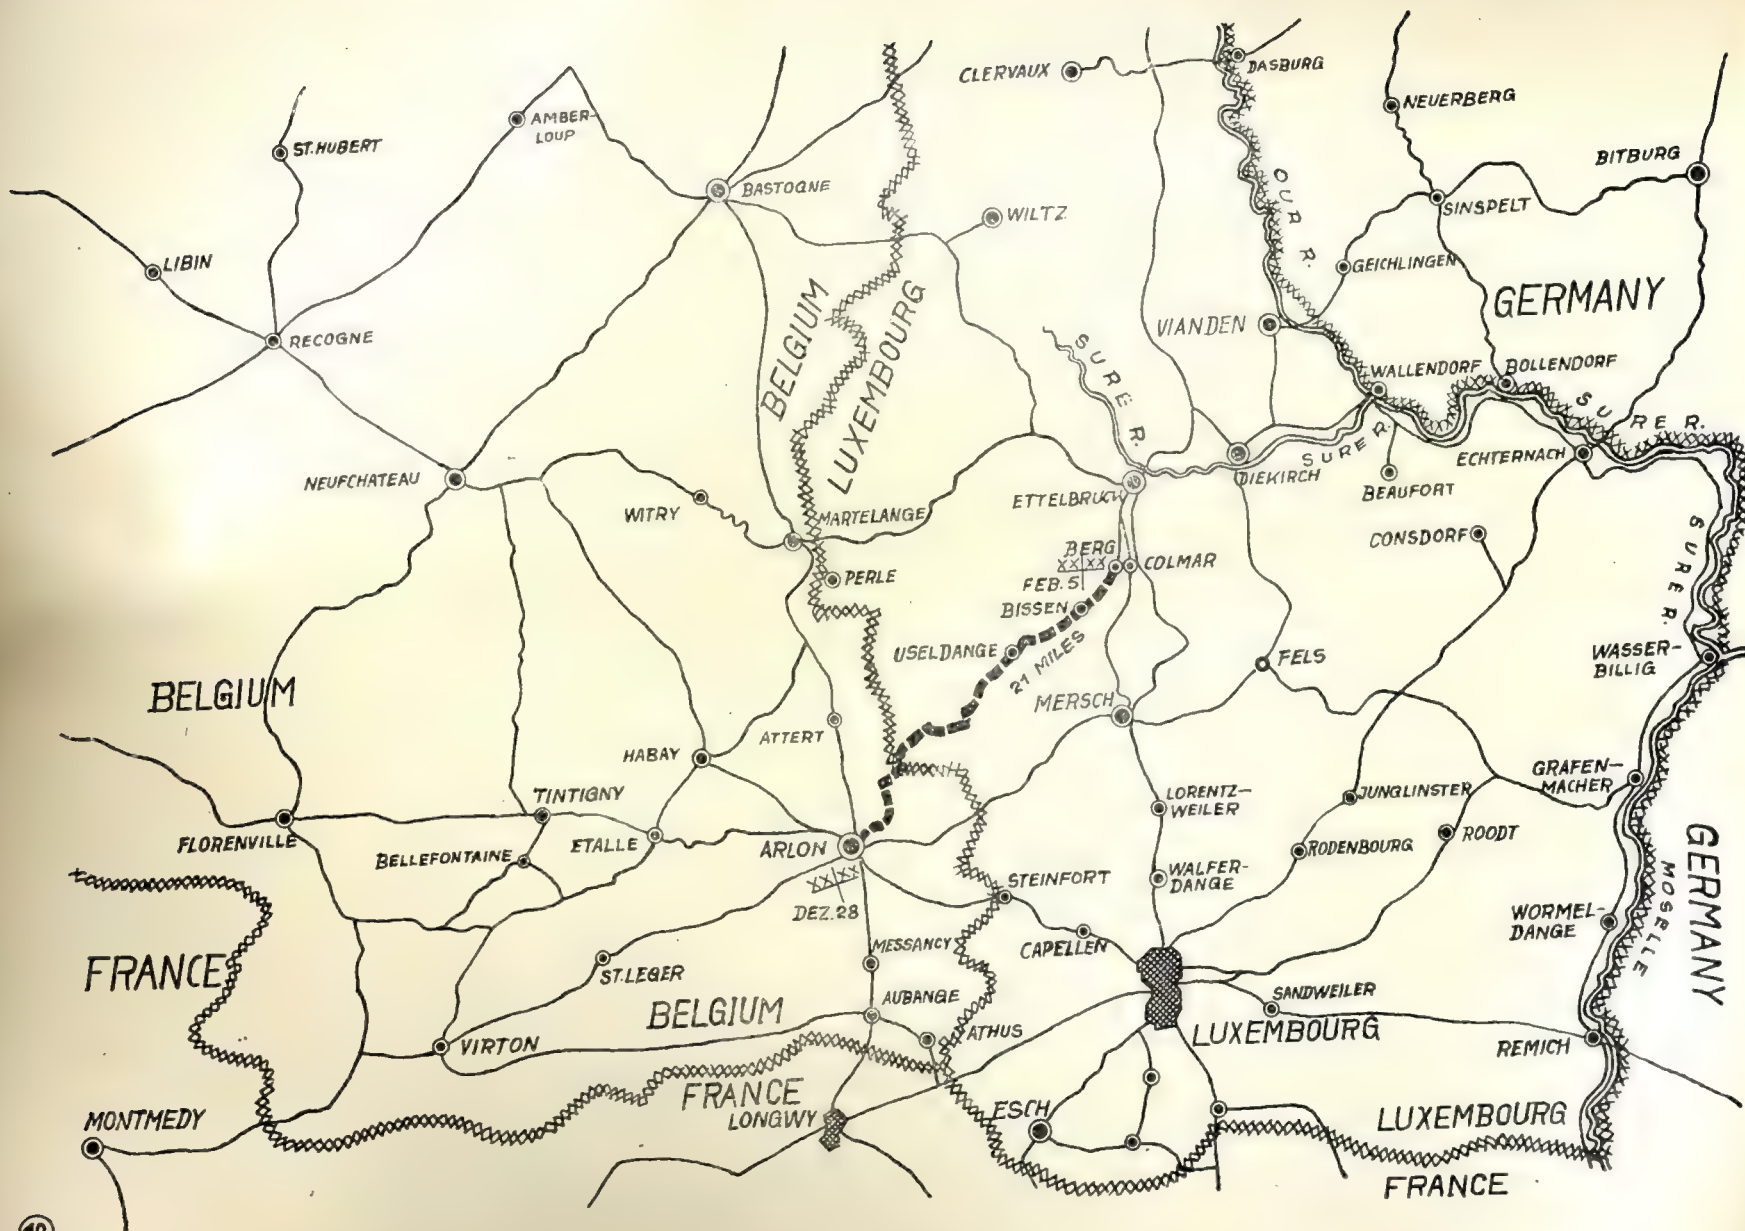 CLERVAUX
DASBURG
NEUERBERG
AMBER-
LOUP
ST. HUBERT
BITBURG
BASTOGNE
WILTZ
SINSPELT
OUR R.
LIBIN
GEICHLINGEN
GERMANY
BELGIUM
LUXEMBOURG
VIANDEN
RECOGNE
SURE R.
WALLENDORF
BOLLENDORF
SURE R.
SURE R.
NEUFCHATEAU
ECHTERNACH
DIEKIRCH
BEAUFORT
ETTELBRUCK
WITRY
MARTELANGE
CONSDORF
SURE R.
BERG
XX XX
COLMAR
PERLE
FEB. 5
BISSEN
USELDANGE
21 MILES
FELS
WASSER-
BILLIG
BELGIUM
MERSCH
ATTERT
HABAY
GRAFEN-
MACHER
TINTIGNY
LORENTZ-
WEILER
JUNGLINSTER
FLORENVILLE
BELLEFONTAINE
ETALLE
ARLON
RODENBOURG
ROODT
GERMANY
XX XX
DEZ. 28
STEINFORT
WALFER-
DANGE
MOSELLE
WORMEL-
DANGE
FRANCE
MESSANCY
CAPELLEN
ST. LEGER
AUBANGE
SANDWEILER
BELGIUM
ATHUS
LUXEMBOURG
VIRTON
REMICH
FRANCE
LONGWY
ESCH
LUXEMBOURG
MONTMEDY
FRANCE